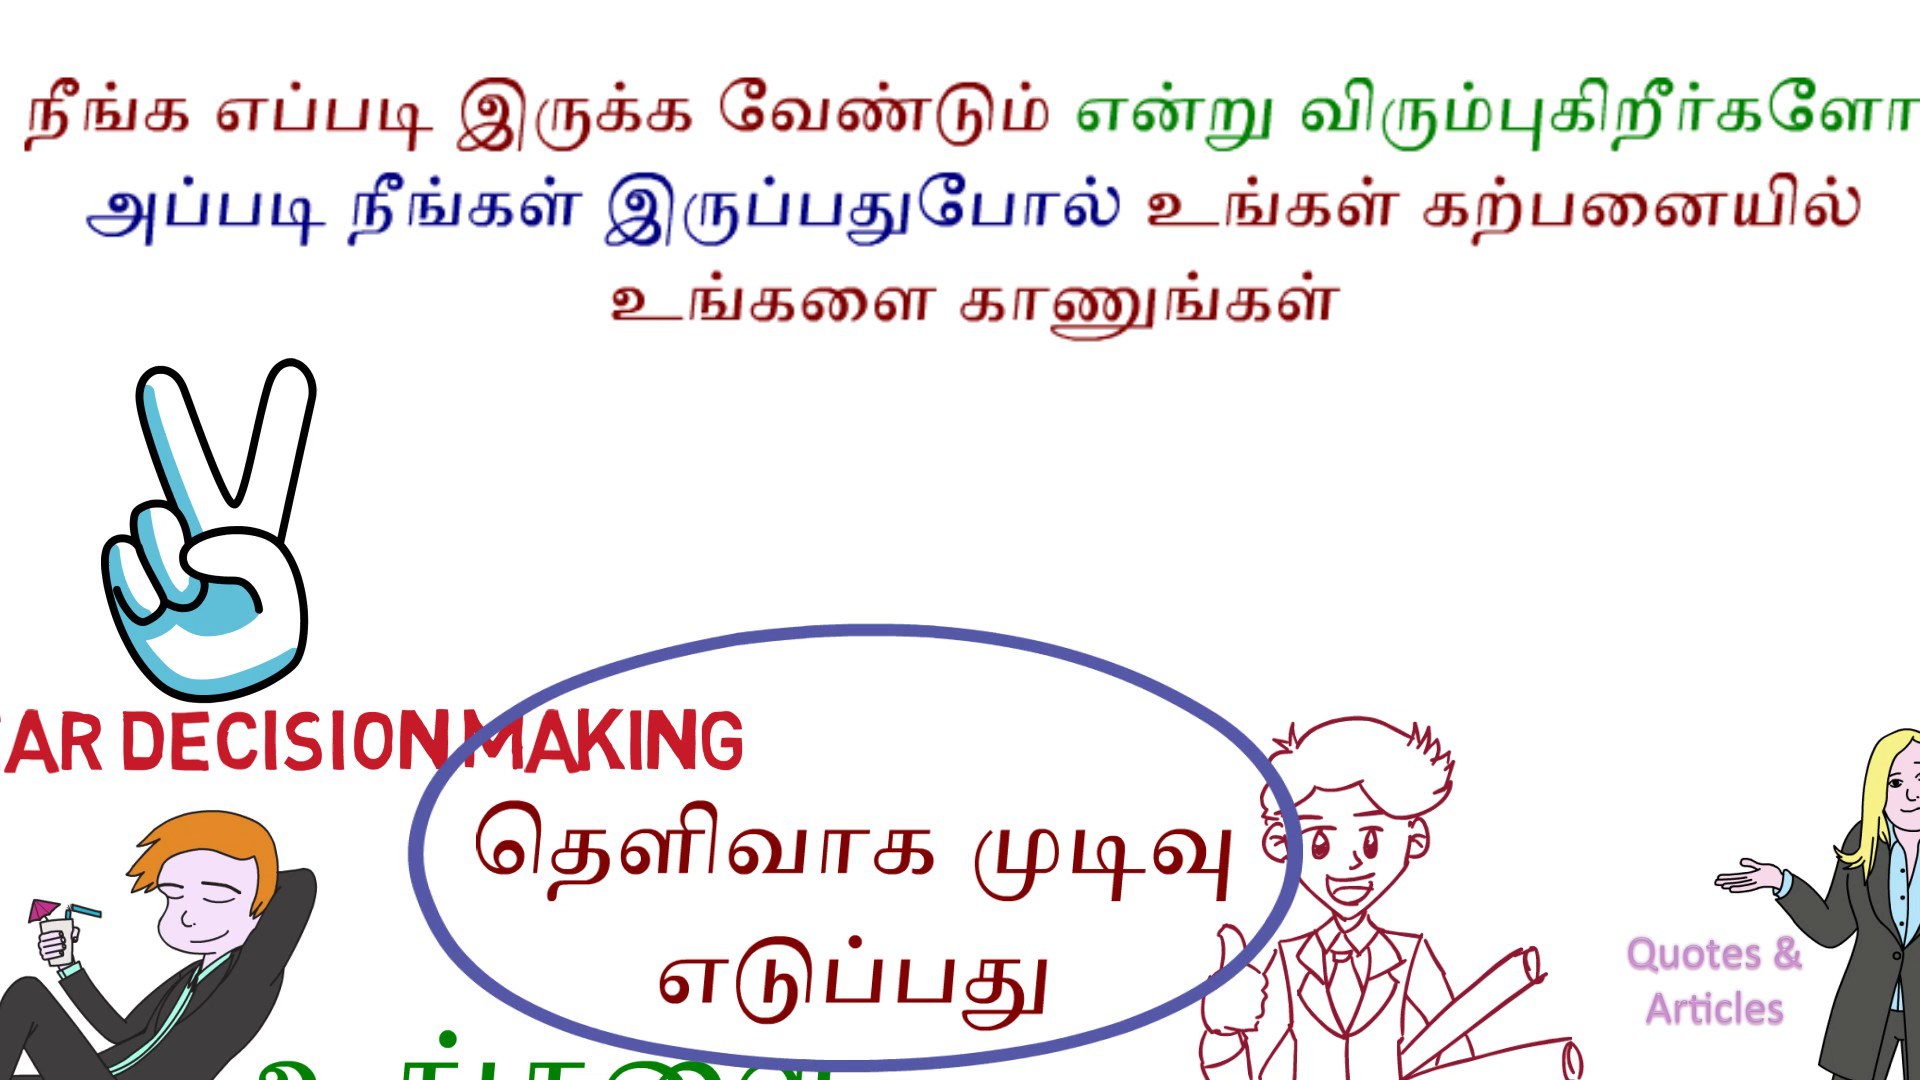 நீங்க எப்படி இருக்க வேண்டும் என்று விரும்புகிறீர்களோ
அப்படி நீங்கள் இருப்பதுபோல் உங்கள் கற்பனையில்
உங்களை காணுங்கள்
AR DECISION MAKING
தெளிவாக முடிவு
எடுப்பது
Quotes &
Articles